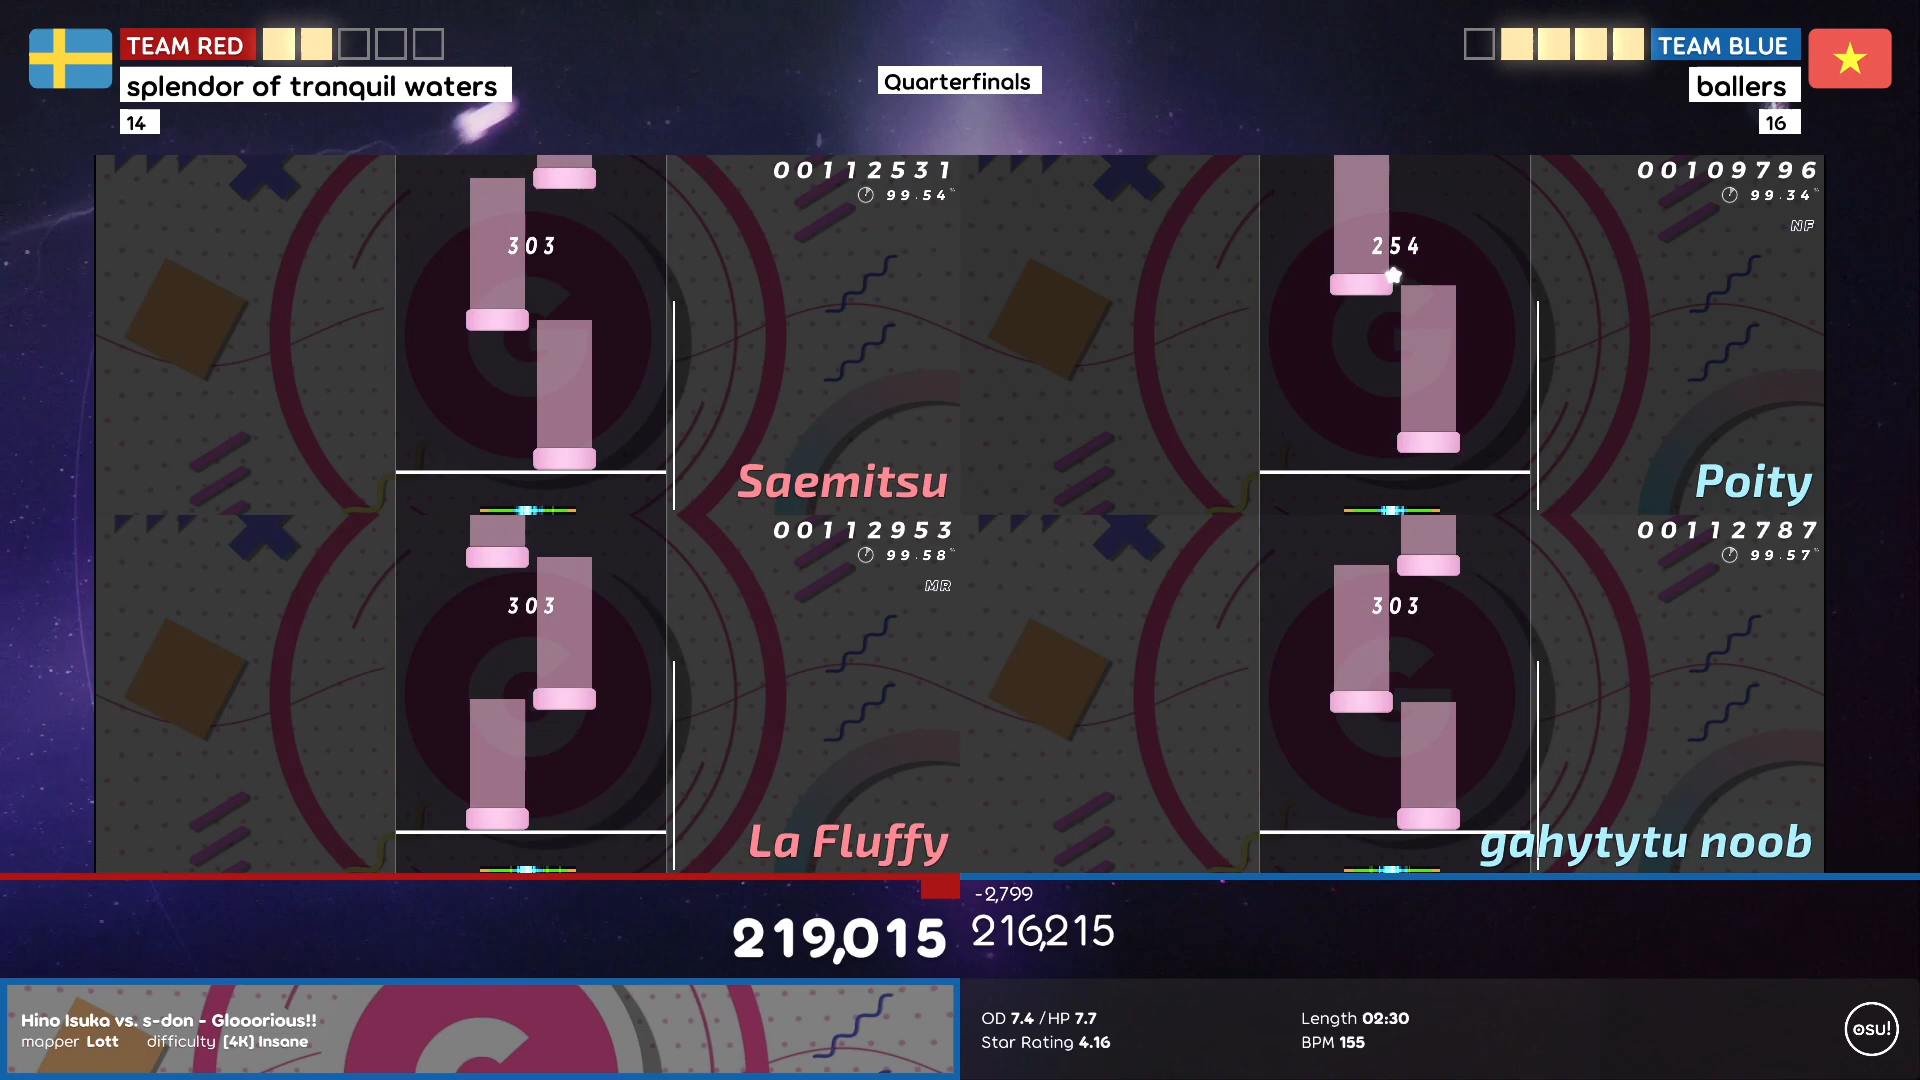 TEAM RED
splendor of tranquil waters
14
Quarterfinals
TEAM BLUE
ballers
16
00112531
99.54%
303
Saemitsu
00109796
99.34%
NF
254
Poity
00112953
99.58%
MR
303
La Fluffy
00112787
99.57%
303
gahytytu noob
219,015
-2,799
216,215
Hino Isuka vs. s-don - Glooorious!!
mapper Lott difficulty [4K] Insane
OD 7.4 / HP 7.7
Star Rating 4.16
Length 02:30
BPM 155
osu!